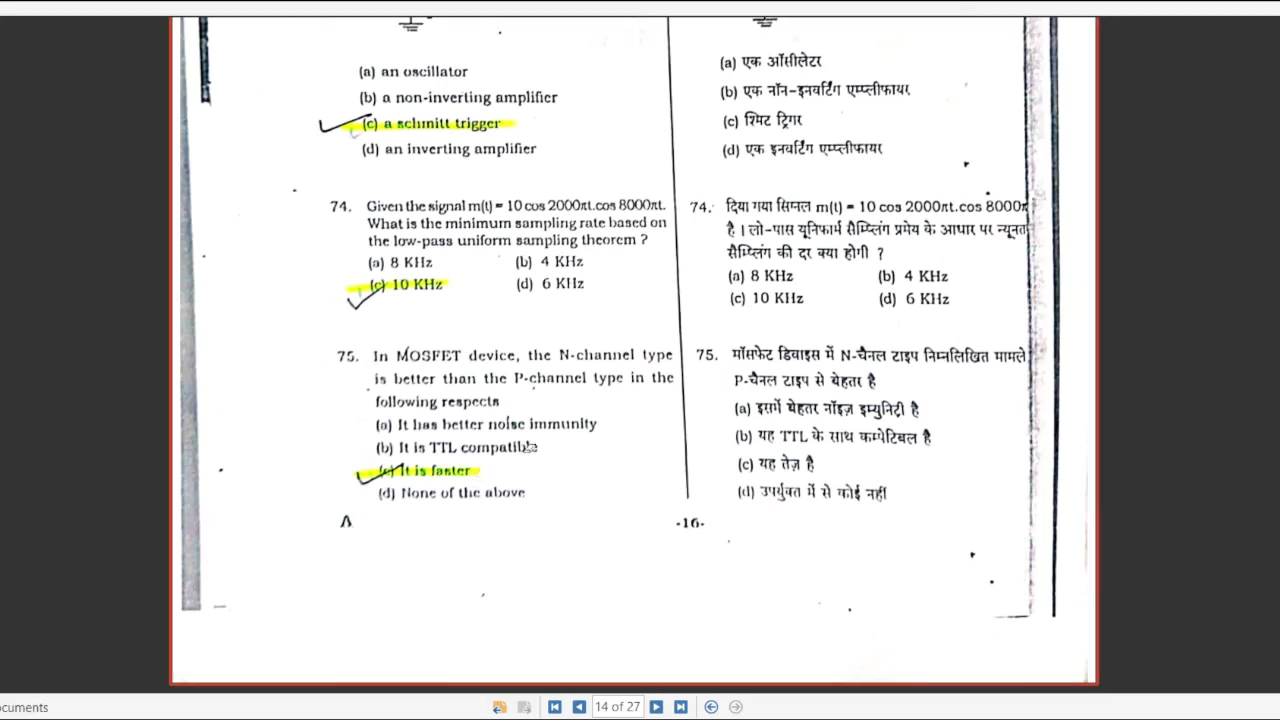 (a) an oscillator
(b) a non-inverting amplifier
(c) a schmitt trigger
(d) an inverting amplifier
74. Given the signal m(t) = 10 cos 2000πt.cos 8000πt.
What is the minimum sampling rate based on
the low-pass uniform sampling theorem ?
(a) 8 KHz (b) 4 KHz
(c) 10 KHz (d) 6 KHz
75. In MOSFET device, the N-channel type
is better than the P-channel type in the
following respects
(a) It has better noise immunity
(b) It is TTL compatible
(c) It is faster
(d) None of the above
A
(a) एक ऑसीलेटर
(b) एक नॉन-इनवर्टिंग एम्प्लीफायर
(c) श्मिट ट्रिगर
(d) एक इनवर्टिंग एम्प्लीफायर
74. दिया गया सिग्नल m(t) = 10 cos 2000πt.cos 8000π
है । लो-पास यूनिफार्म सैम्प्लिंग प्रमेय के आधार पर न्यूनत
सैम्प्लिंग की दर क्या होगी ?
(a) 8 KHz (b) 4 KHz
(c) 10 KHz (d) 6 KHz
75. मॉसफेट डिवाइस में N-चैनल टाइप निम्नलिखित मामले
P-चैनल टाइप से बेहतर है
(a) इसमें बेहतर नॉइज़ इम्युनिटी है
(b) यह TTL के साथ कम्पेटिबल है
(c) यह तेज़ है
(d) उपर्युक्त में से कोई नहीं
-16-
ocuments
14 of 27